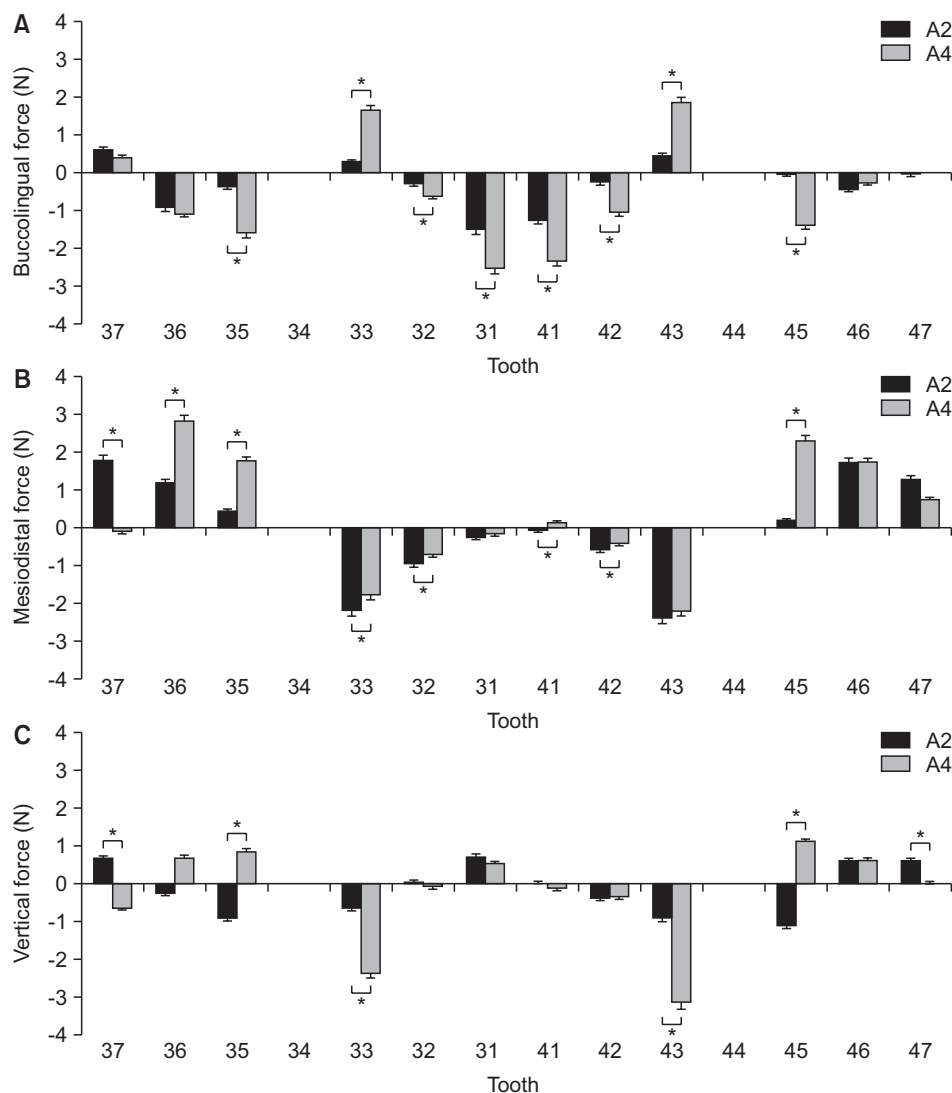 A
Buccolingual force (N)
4
3
2
1
0
-1
-2
-3
-4
A2
A4
* * * * * * * *
37 36 35 34 33 32 31 41 42 43 44 45 46 47
Tooth
B
Mesiodistal force (N)
4
3
2
1
0
-1
-2
-3
-4
A2
A4
* * * * * * * *
37 36 35 34 33 32 31 41 42 43 44 45 46 47
Tooth
C
Vertical force (N)
4
3
2
1
0
-1
-2
-3
-4
A2
A4
* * * * * *
37 36 35 34 33 32 31 41 42 43 44 45 46 47
Tooth